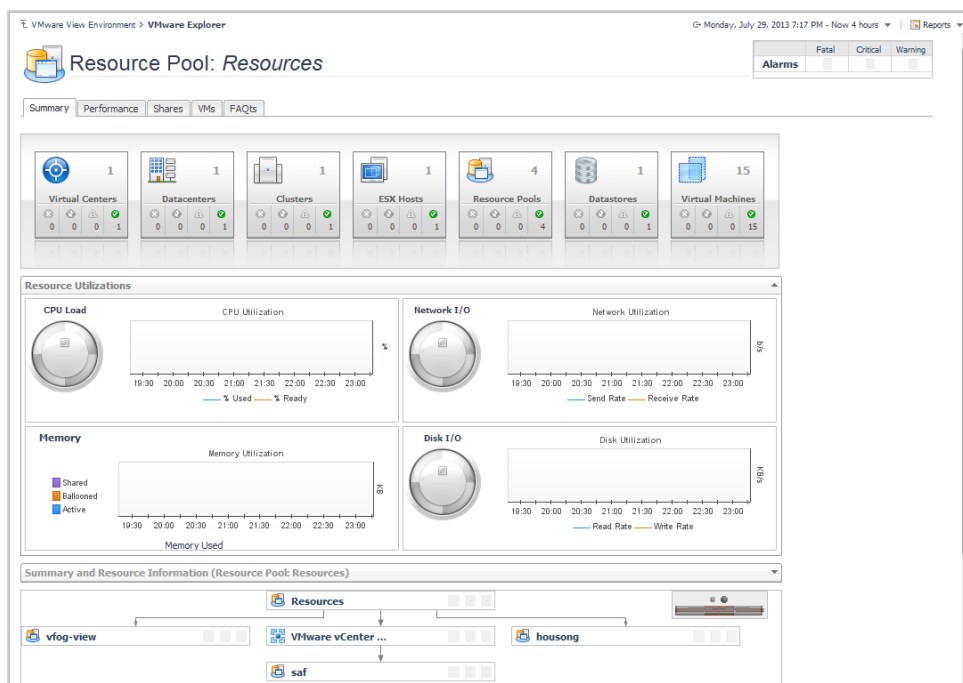 VMware View Environment > VMware Explorer
Monday, July 29, 2013 7:17 PM - Now 4 hours
Reports
Resource Pool: Resources
Fatal Critical Warning
Alarms
Summary Performance Shares VMs FAQts
1 1 1 1 4 1 15
Virtual Centers Datacenters Clusters ESX Hosts Resource Pools Datastores Virtual Machines
0 0 0 1 0 0 0 1 0 0 0 1 0 0 0 1 0 0 0 4 0 0 0 1 0 0 0 15
Resource Utilizations
CPU Load
CPU Utilization
%
19:30 20:00 20:30 21:00 21:30 22:00 22:30 23:00
% Used % Ready
Network I/O
Network Utilization
b/s
19:30 20:00 20:30 21:00 21:30 22:00 22:30 23:00
Send Rate Receive Rate
Memory
Memory Utilization
Shared
Ballooned
Active
KB
19:30 20:00 20:30 21:00 21:30 22:00 22:30 23:00
Memory Used
Disk I/O
Disk Utilization
KB/s
19:30 20:00 20:30 21:00 21:30 22:00 22:30 23:00
Read Rate Write Rate
Summary and Resource Information (Resource Pool: Resources)
Resources
vfog-view
VMware vCenter ...
housong
saf